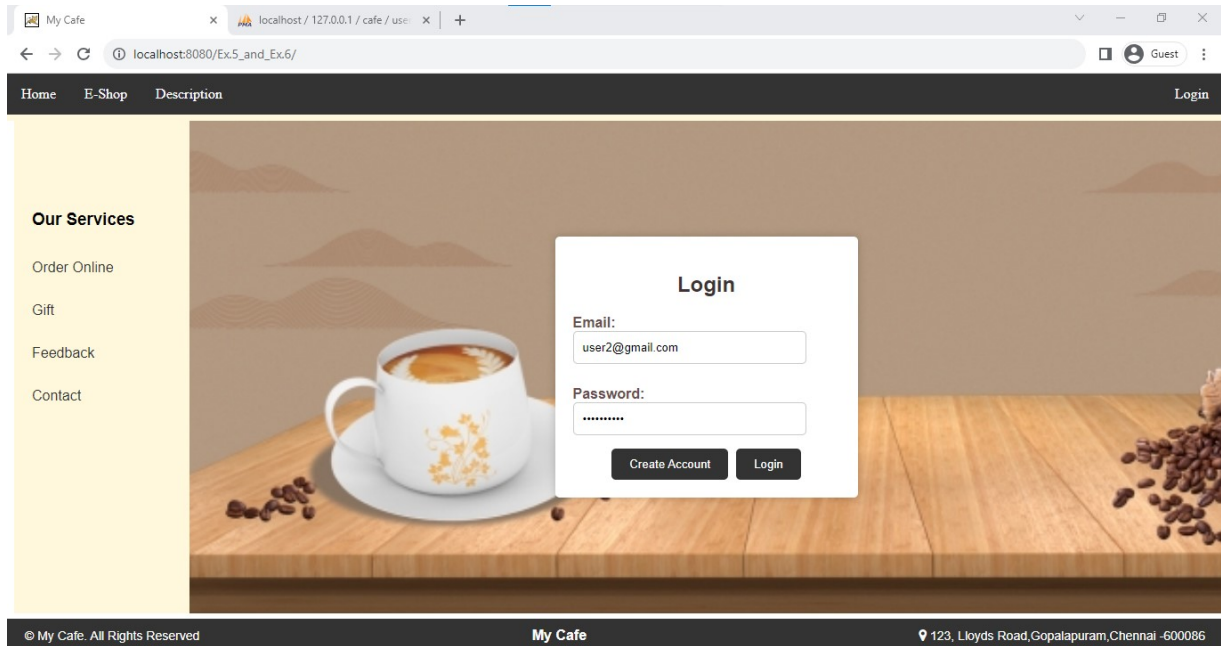 My Cafe
localhost / 127.0.0.1 / cafe / use
localhost:8080/Ex.5_and_Ex.6/
Guest
Home E-Shop Description Login
Our Services
Order Online
Gift
Feedback
Contact
Login
Email:
user2@gmail.com
Password:
••••••••••
Create Account Login
© My Cafe. All Rights Reserved My Cafe 123, Lloyds Road,Gopalapuram,Chennai -600086